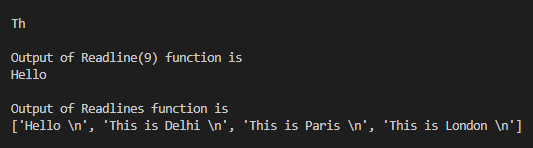 Th
Output of Readline(9) function is
Hello
Output of Readlines function is
['Hello \n', 'This is Delhi \n', 'This is Paris \n', 'This is London \n']